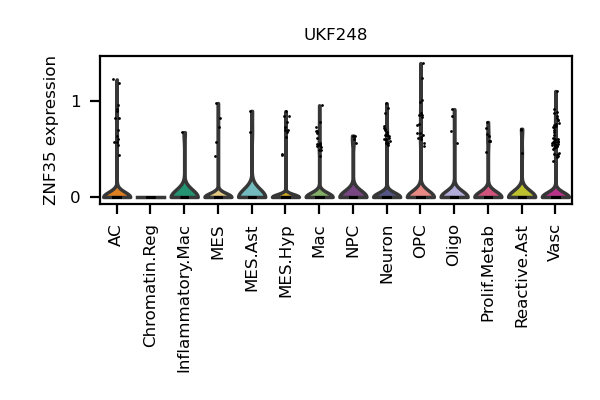 UKF248
ZNF35 expression
1
0
AC
Chromatin.Reg
Inflammatory.Mac
MES
MES.Ast
MES.Hyp
Mac
NPC
Neuron
OPC
Oligo
Prolif.Metab
Reactive.Ast
Vasc